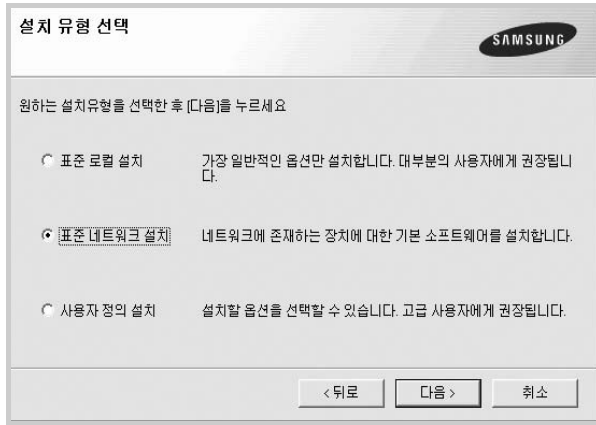 설치 유형 선택
SAMSUNG
원하는 설치유형을 선택한 후 [다음]을 누르세요
표준 로컬 설치
가장 일반적인 옵션만 설치합니다. 대부분의 사용자에게 권장됩니
다.
표준 네트워크 설치
네트워크에 존재하는 장치에 대한 기본 소프트웨어를 설치합니다.
사용자 정의 설치
설치할 옵션을 선택할 수 있습니다. 고급 사용자에게 권장됩니다.
< 뒤로
다음 >
취소